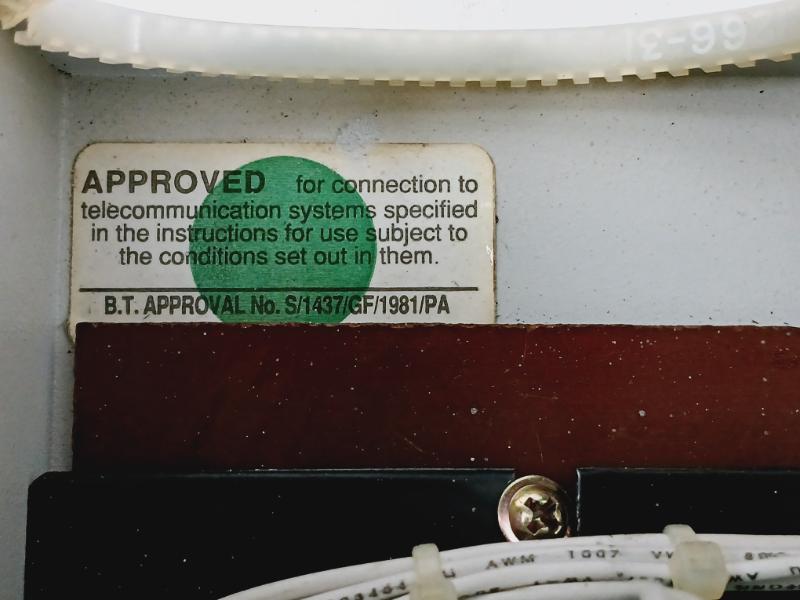 APPROVED for connection to
telecommunication systems specified
in the instructions for use subject to
the conditions set out in them.
B.T. APPROVAL No. S/1437/GF/1981/PA
AWM 1007